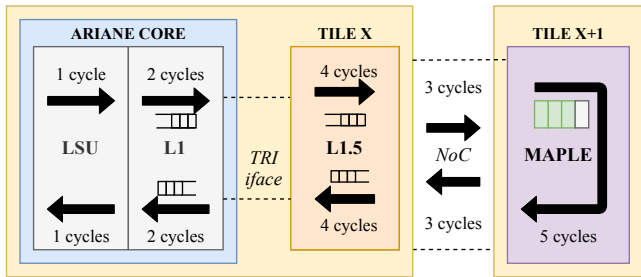 ARIANE CORE
TILE X
TILE X+1
1 cycle
2 cycles
4 cycles
3 cycles
LSU
L1
TRI
iface
L1.5
NoC
MAPLE
1 cycles
2 cycles
4 cycles
3 cycles
5 cycles